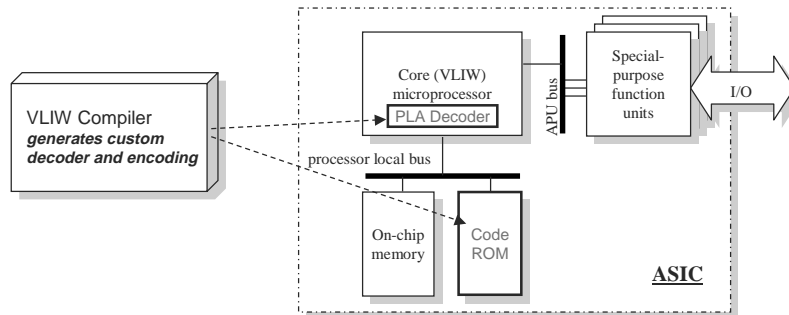 VLIW Compiler
generates custom
decoder and encoding
Core (VLIW)
microprocessor
PLA Decoder
APU bus
Special-
purpose
function
units
I/O
processor local bus
On-chip
memory
Code
ROM
ASIC